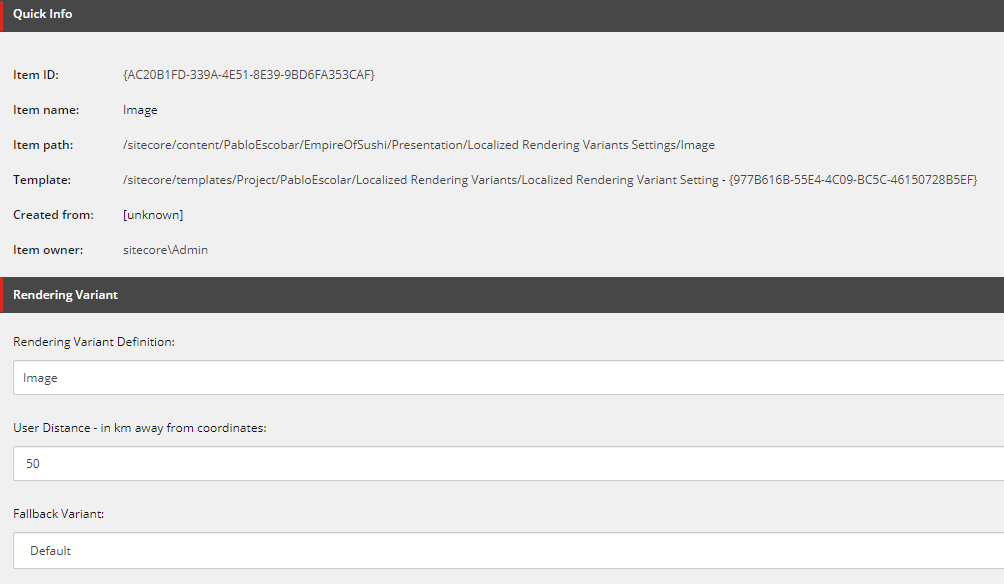 Quick Info
Item ID: {AC20B1FD-339A-4E51-8E39-9BD6FA353CAF}
Item name: Image
Item path: /sitecore/content/PabloEscobar/EmpireOfSushi/Presentation/Localized Rendering Variants Settings/Image
Template: /sitecore/templates/Project/PabloEscolar/Localized Rendering Variants/Localized Rendering Variant Setting - {977B616B-55E4-4C09-BC5C-46150728B5EF}
Created from: [unknown]
Item owner: sitecore\Admin
Rendering Variant
Rendering Variant Definition:
Image
User Distance - in km away from coordinates:
50
Fallback Variant:
Default